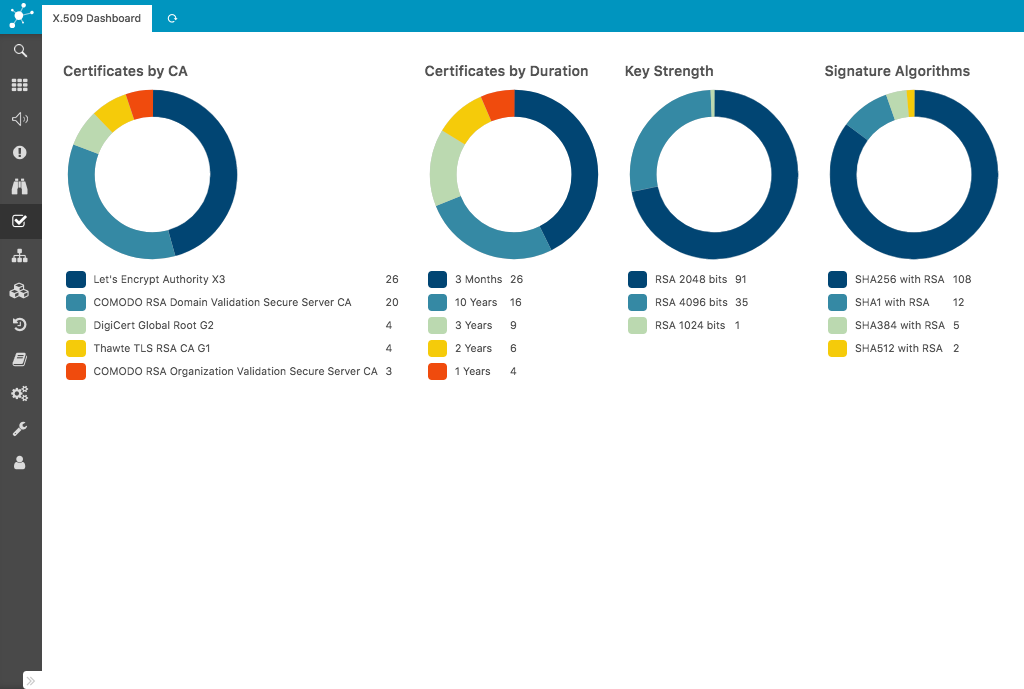 X.509 Dashboard
Certificates by CA
Let's Encrypt Authority X3 26
COMODO RSA Domain Validation Secure Server CA 20
DigiCert Global Root G2 4
Thawte TLS RSA CA G1 4
COMODO RSA Organization Validation Secure Server CA 3
Certificates by Duration
3 Months 26
10 Years 16
3 Years 9
2 Years 6
1 Years 4
Key Strength
RSA 2048 bits 91
RSA 4096 bits 35
RSA 1024 bits 1
Signature Algorithms
SHA256 with RSA 108
SHA1 with RSA 12
SHA384 with RSA 5
SHA512 with RSA 2